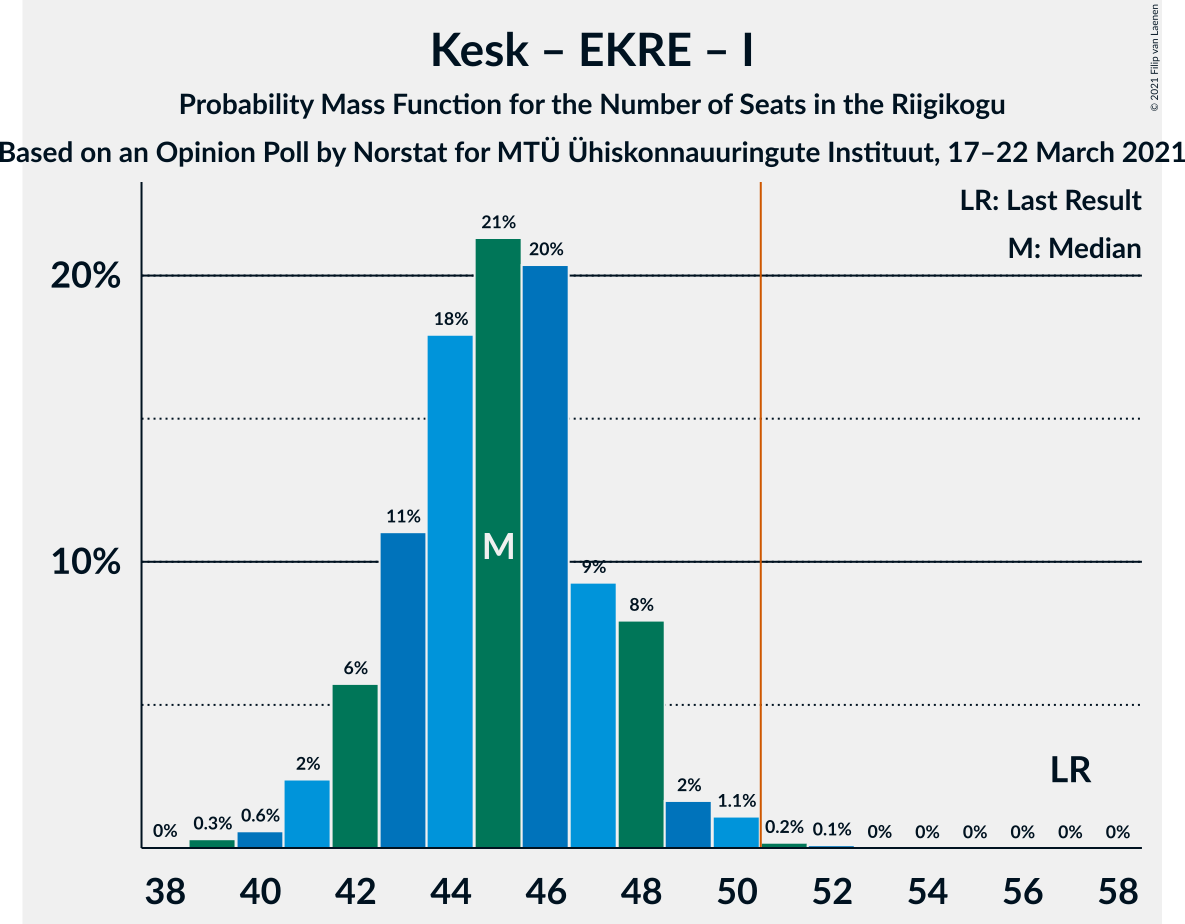 Kesk – EKRE – I
Probability Mass Function for the Number of Seats in the Riigikogu
Based on an Opinion Poll by Norstat for MTÜ Ühiskonnauuringute Instituut, 17–22 March 2021
© 2021 Filip van Laenen
LR: Last Result
M: Median
20%
10%
0%
0.3%
0.6%
2%
6%
11%
18%
21%
20%
9%
8%
2%
1.1%
0.2%
0.1%
0%
0%
0%
0%
0%
0%
M
LR
38 40 42 44 46 48 50 52 54 56 58